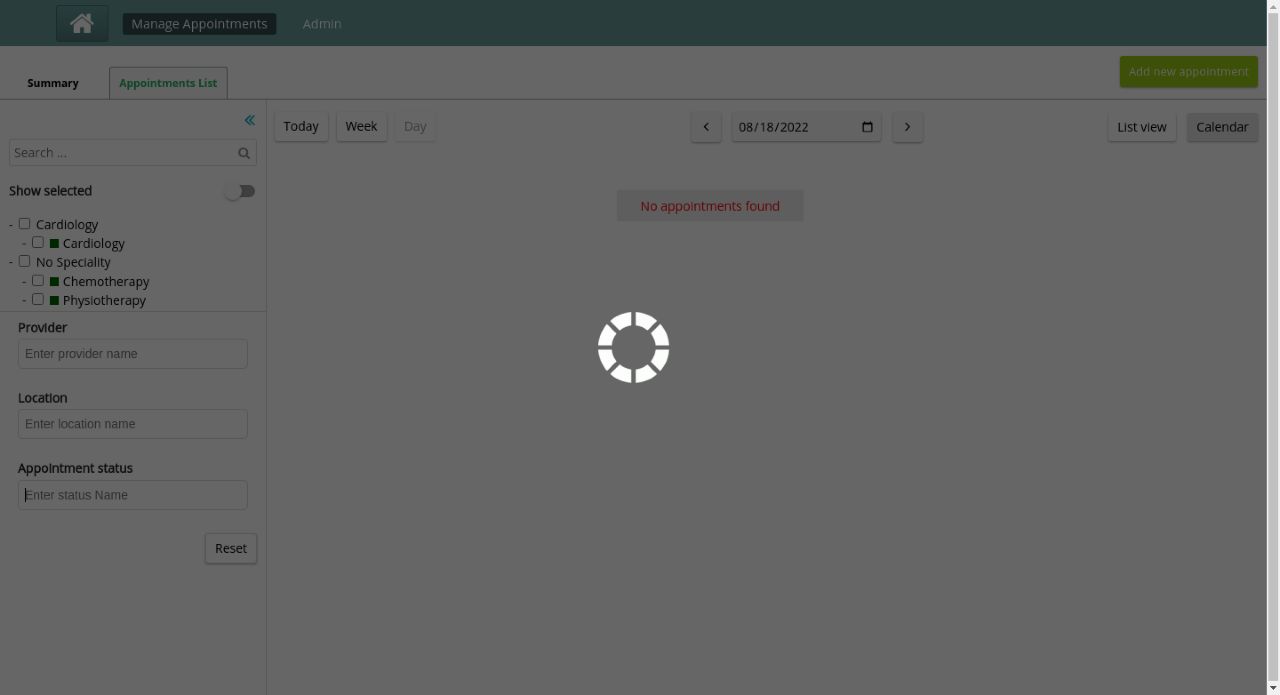 Manage Appointments Admin
Summary Appointments List Add new appointment
Today Week Day 08/18/2022 List view Calendar
Search ...
Show selected
No appointments found
- Cardiology
- Cardiology
- No Speciality
- Chemotherapy
- Physiotherapy
Provider
Enter provider name
Location
Enter location name
Appointment status
Enter status Name
Reset